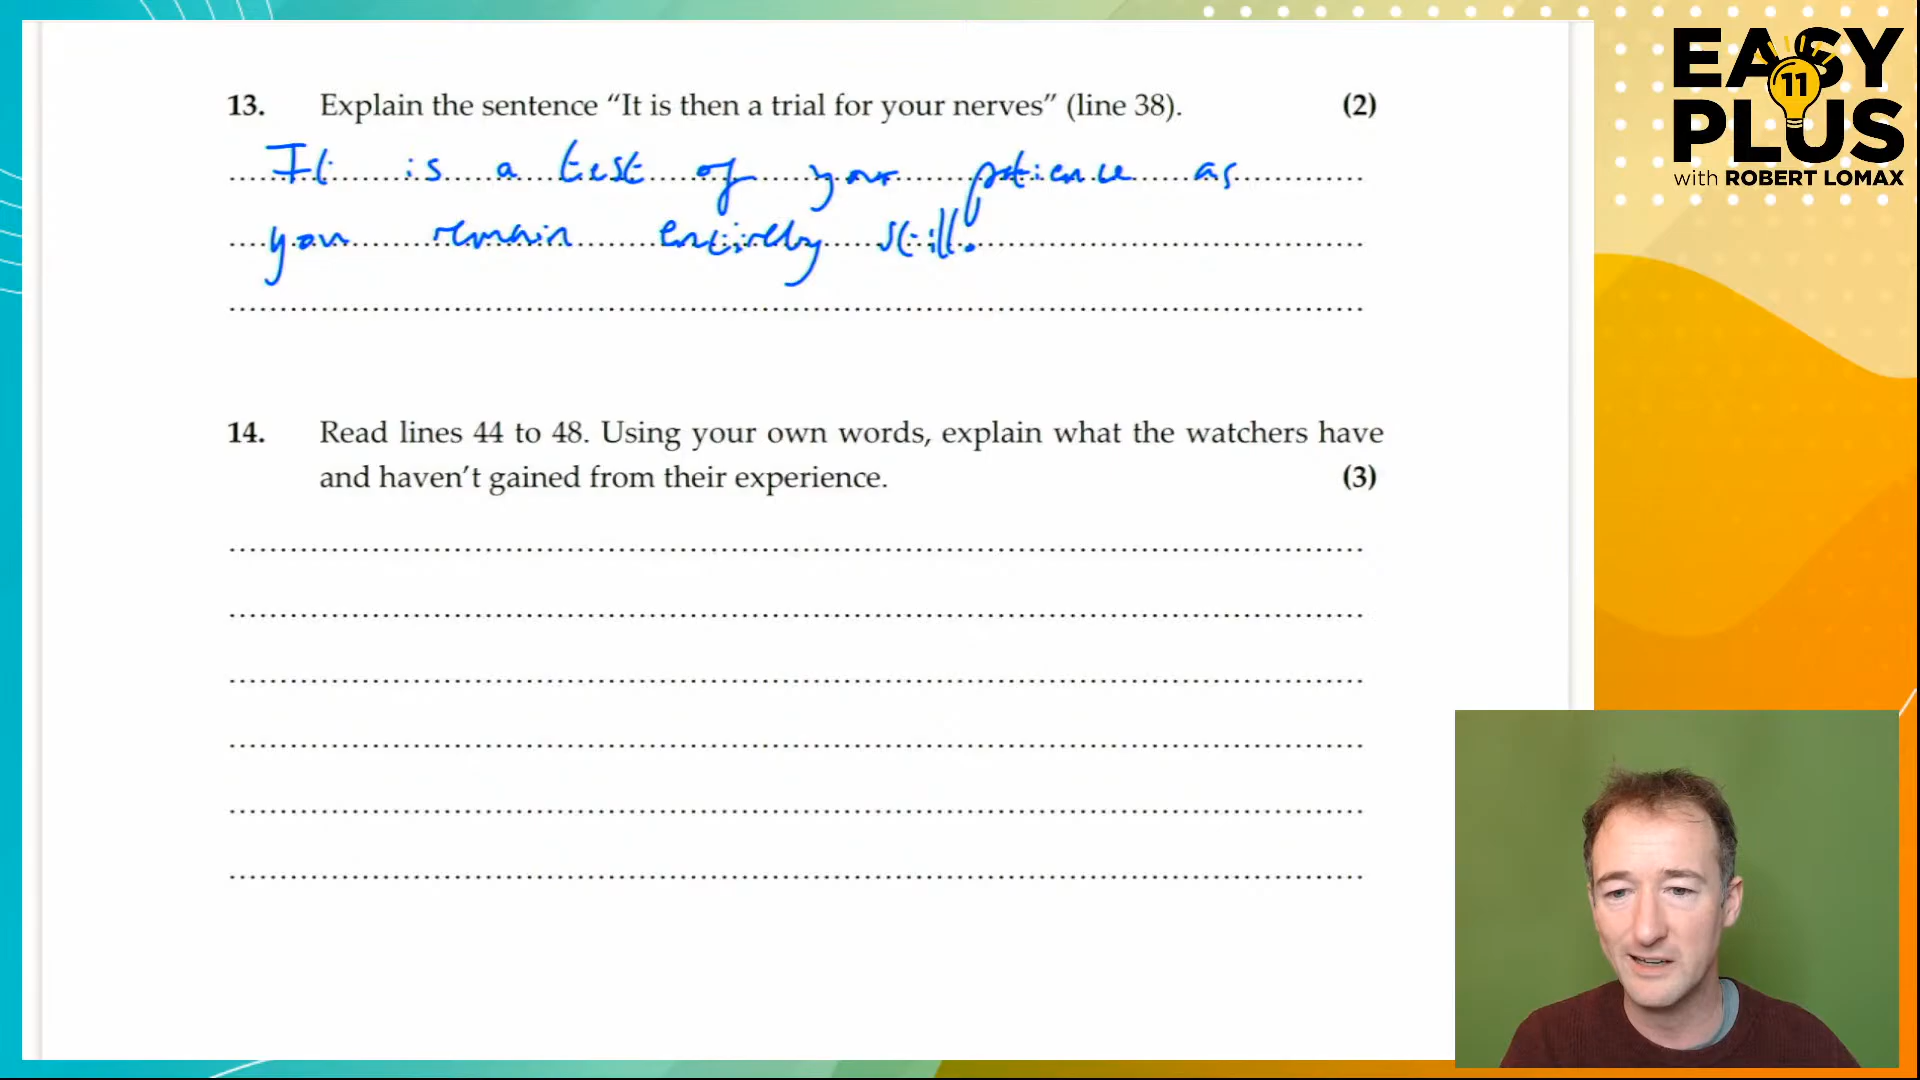 13. Explain the sentence “It is then a trial for your nerves” (line 38). (2)
It is a test of your patience as
you remain entirely still.
14. Read lines 44 to 48. Using your own words, explain what the watchers have
and haven’t gained from their experience. (3)
EASY
11
PLUS
with ROBERT LOMAX